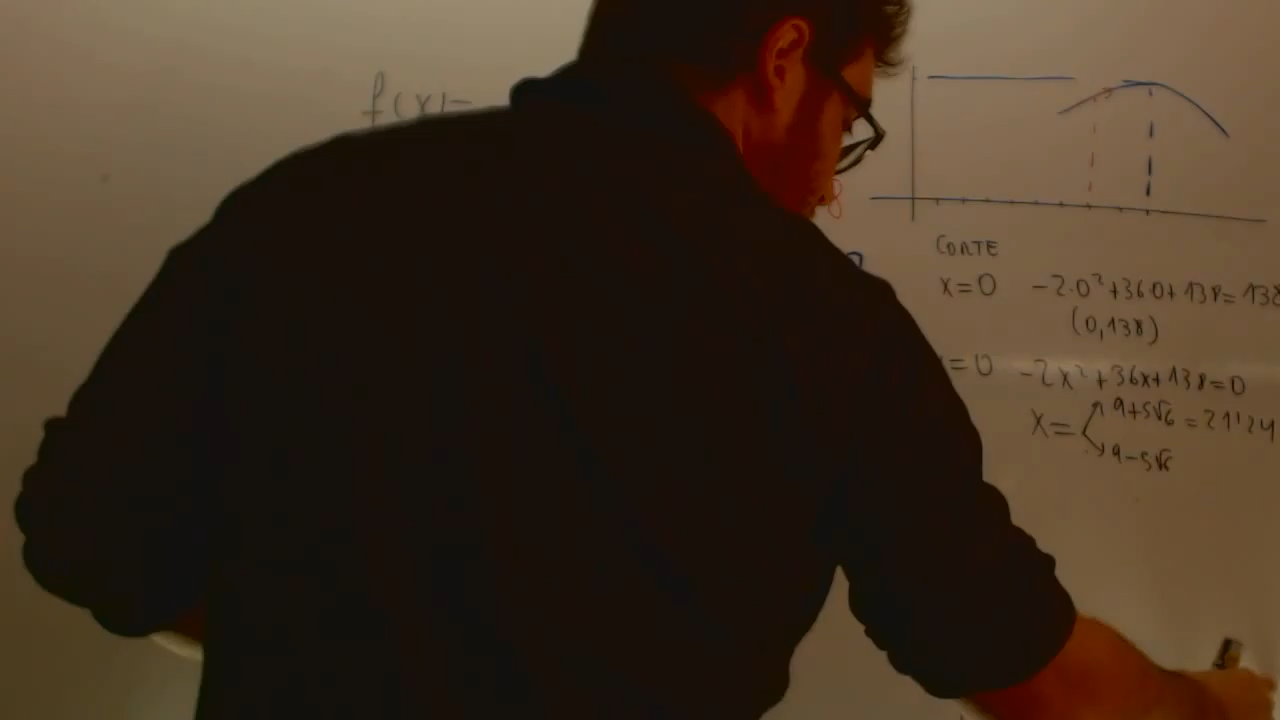 f(x)=
CORTE
x=0 -2·0²+36·0+138=138
(0,138)
=0 -2x²+36x+138=0
x= 9+5√6 = 21'24
9-5√6